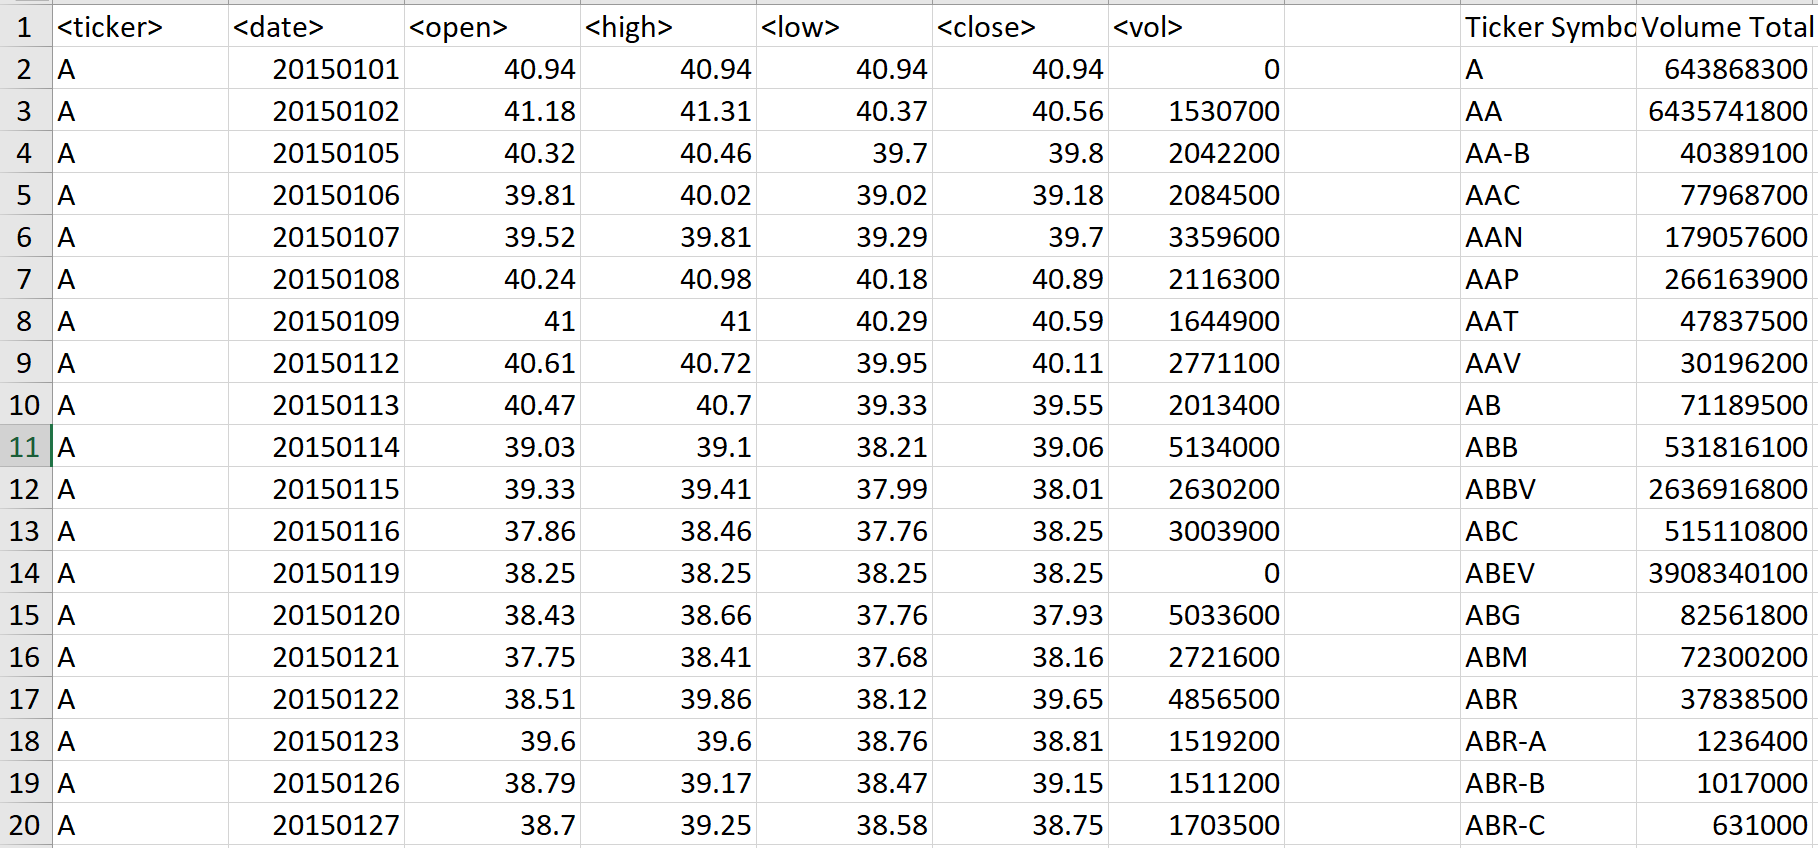 1 <ticker> <date> <open> <high> <low> <close> <vol> Ticker Symbo Volume Total
2 A 20150101 40.94 40.94 40.94 40.94 0 A 643868300
3 A 20150102 41.18 41.31 40.37 40.56 1530700 AA 6435741800
4 A 20150105 40.32 40.46 39.7 39.8 2042200 AA-B 40389100
5 A 20150106 39.81 40.02 39.02 39.18 2084500 AAC 77968700
6 A 20150107 39.52 39.81 39.29 39.7 3359600 AAN 179057600
7 A 20150108 40.24 40.98 40.18 40.89 2116300 AAP 266163900
8 A 20150109 41 41 40.29 40.59 1644900 AAT 47837500
9 A 20150112 40.61 40.72 39.95 40.11 2771100 AAV 30196200
10 A 20150113 40.47 40.7 39.33 39.55 2013400 AB 71189500
11 A 20150114 39.03 39.1 38.21 39.06 5134000 ABB 531816100
12 A 20150115 39.33 39.41 37.99 38.01 2630200 ABBV 2636916800
13 A 20150116 37.86 38.46 37.76 38.25 3003900 ABC 515110800
14 A 20150119 38.25 38.25 38.25 38.25 0 ABEV 3908340100
15 A 20150120 38.43 38.66 37.76 37.93 5033600 ABG 82561800
16 A 20150121 37.75 38.41 37.68 38.16 2721600 ABM 72300200
17 A 20150122 38.51 39.86 38.12 39.65 4856500 ABR 37838500
18 A 20150123 39.6 39.6 38.76 38.81 1519200 ABR-A 1236400
19 A 20150126 38.79 39.17 38.47 39.15 1511200 ABR-B 1017000
20 A 20150127 38.7 39.25 38.58 38.75 1703500 ABR-C 631000